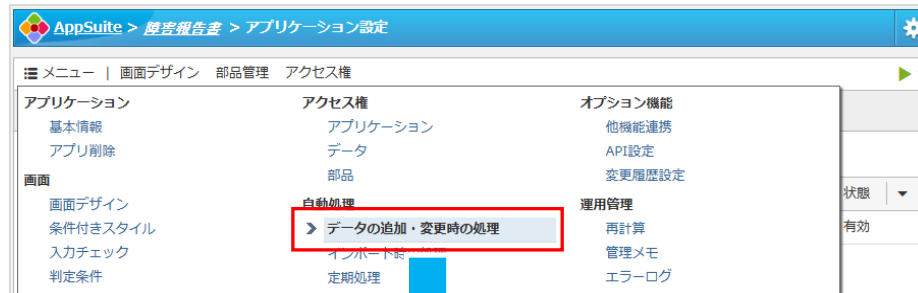 AppSuite > 障害報告書 > アプリケーション設定
メニュー | 画面デザイン 部品管理 アクセス権
アプリケーション
基本情報
アプリ削除
画面
画面デザイン
条件付きスタイル
入力チェック
判定条件
アクセス権
アプリケーション
データ
部品
自動処理
データの追加・変更時の処理
インポート時
定期処理
オプション機能
他機能連携
API設定
変更履歴設定
運用管理
再計算
管理メモ
エラーログ
状態
有効